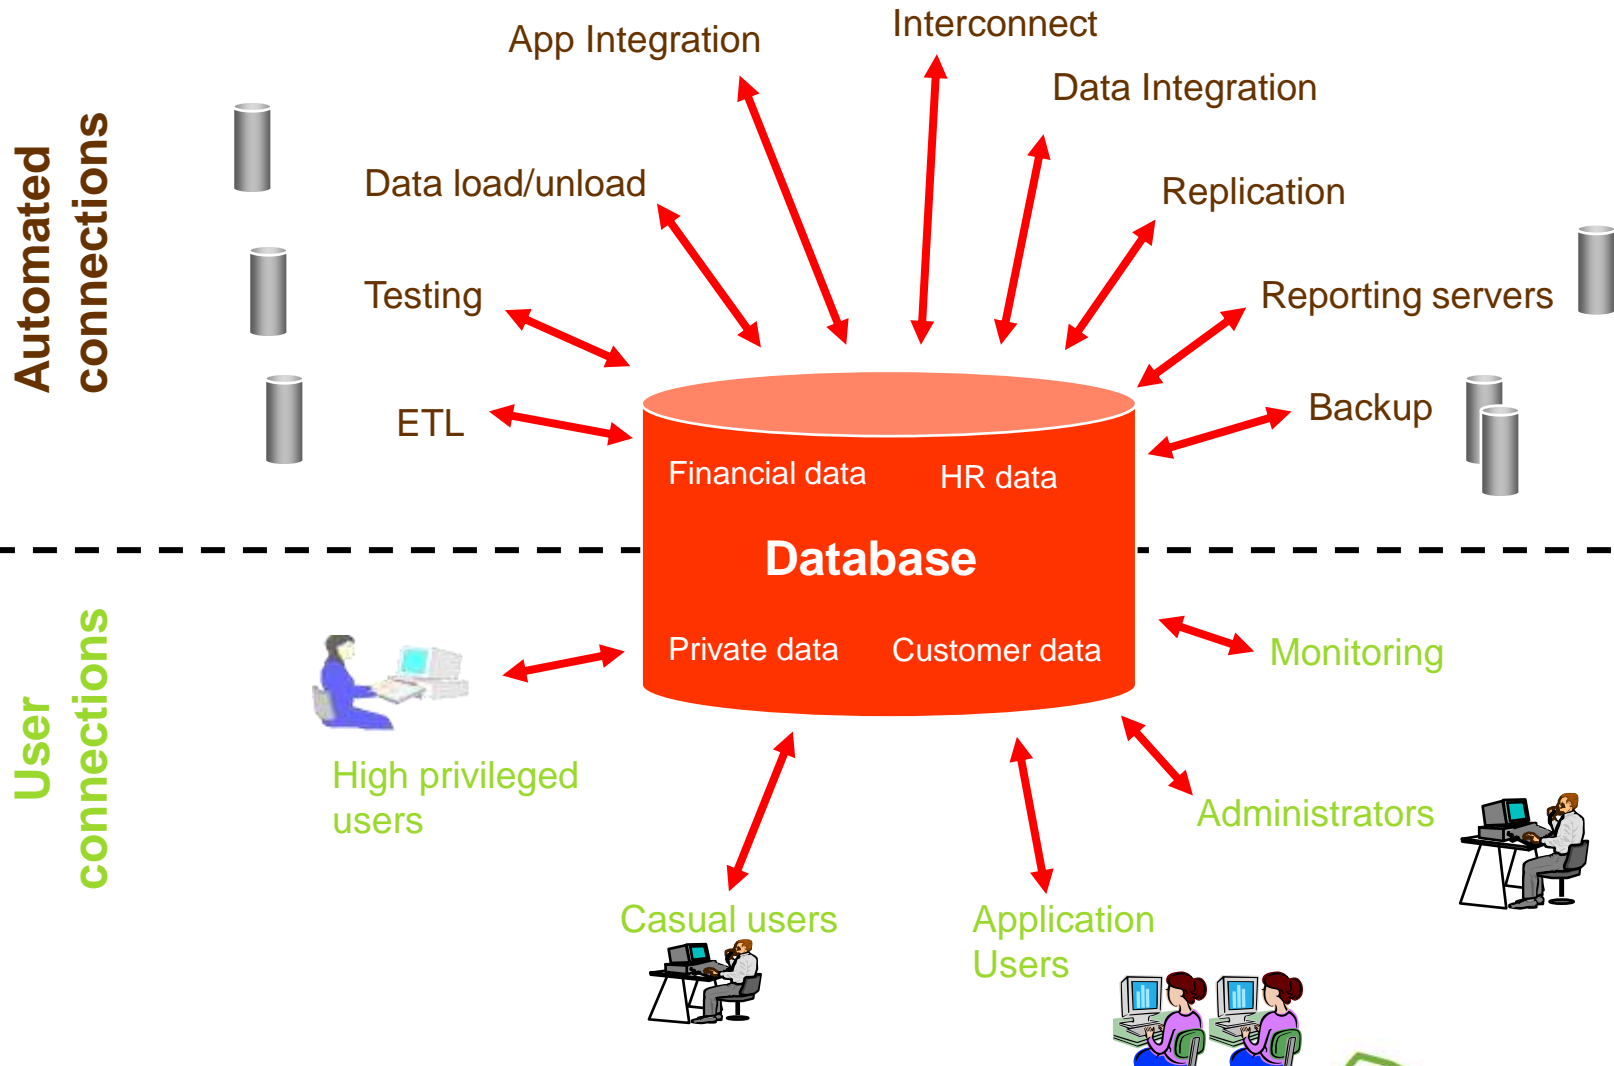 Interconnect
App Integration
Data Integration
Automated
connections
Data load/unload
Replication
Testing
Reporting servers
ETL
Backup
Financial data
HR data
Database
Private data
Customer data
User
connections
Monitoring
High privileged
users
Administrators
Casual users
Application
Users